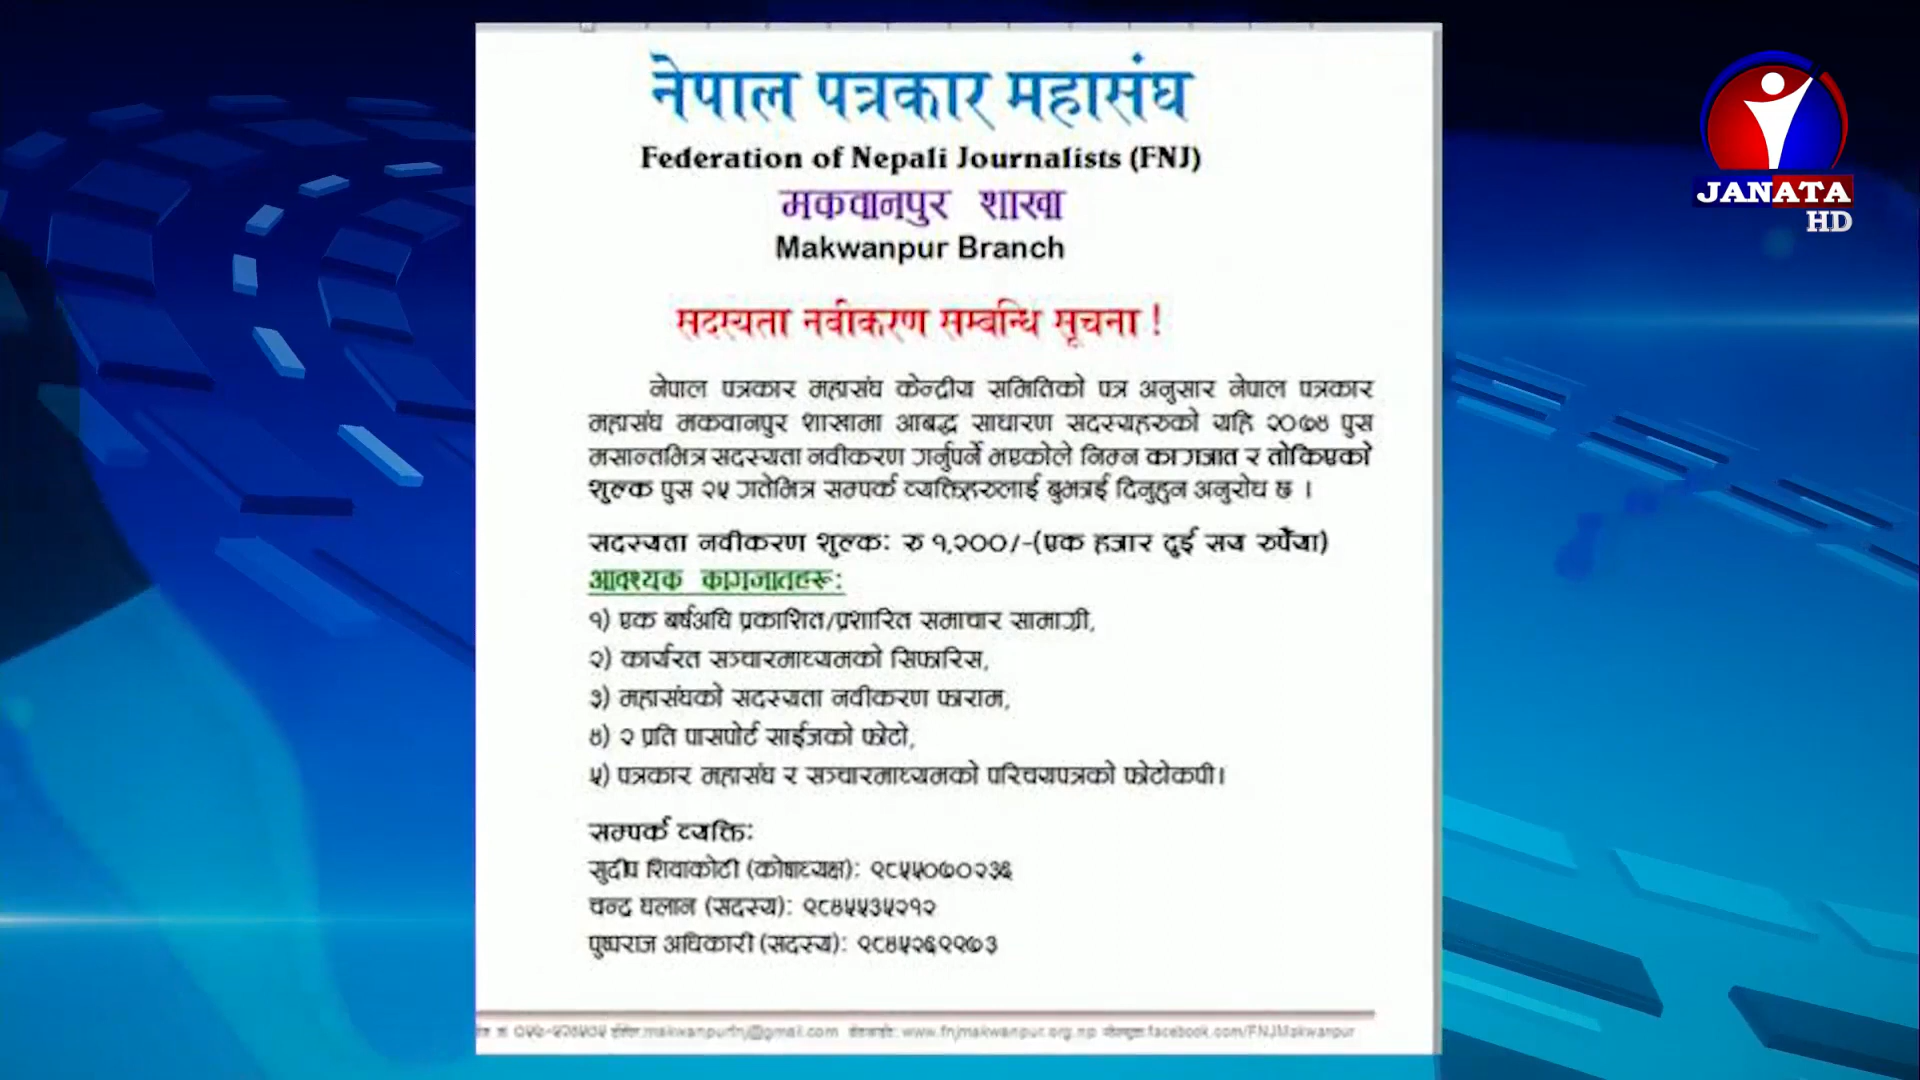 नेपाल पत्रकार महासंघ
Federation of Nepali Journalists (FNJ)
मकवानपुर शाखा
Makwanpur Branch
सदस्यता नवीकरण सम्बन्धि सूचना !
नेपाल पत्रकार महासंघ केन्द्रीय समितिको पत्र अनुसार नेपाल पत्रकार
महासंघ मकवानपुर शाखामा आबद्ध साधारण सदस्यहरुको यहि २०७४ पुस
मसान्तभित्र सदस्यता नवीकरण गर्नुपर्ने भएकोले निम्न कागजात र तोकिएको
शुल्क पुस २५ गतेभित्र सम्पर्क व्यक्तिहरुलाई बुझाई दिनुहुन अनुरोध छ ।
सदस्यता नवीकरण शुल्क: रु १,२००/-(एक हजार दुई सय रुपैँया)
आवश्यक कागजातहरू:
१) एक बर्षअघि प्रकाशित/प्रशारित समाचार सामाग्री,
२) कार्यरत सञ्चारमाध्यमको सिफारिस,
३) महासंघको सदस्यता नवीकरण फाराम,
४) २ प्रति पासपोर्ट साईजको फोटो,
५) पत्रकार महासंघ र सञ्चारमाध्यमको परिचयपत्रको फोटोकपी।
सम्पर्क व्यक्ति:
सुदीप शिवाकोटी (कोषाध्यक्ष): ९८५५०७०२३६
चन्द्र घलान (सदस्य): ९८४५५३५२१२
पुष्पराज अधिकारी (सदस्य): ९८४५२६९९७३
makwanpurfnj@gmail.com www.fnjmakwanpur.org.np facebook.com/FNJMakwanpur
JANATA
HD